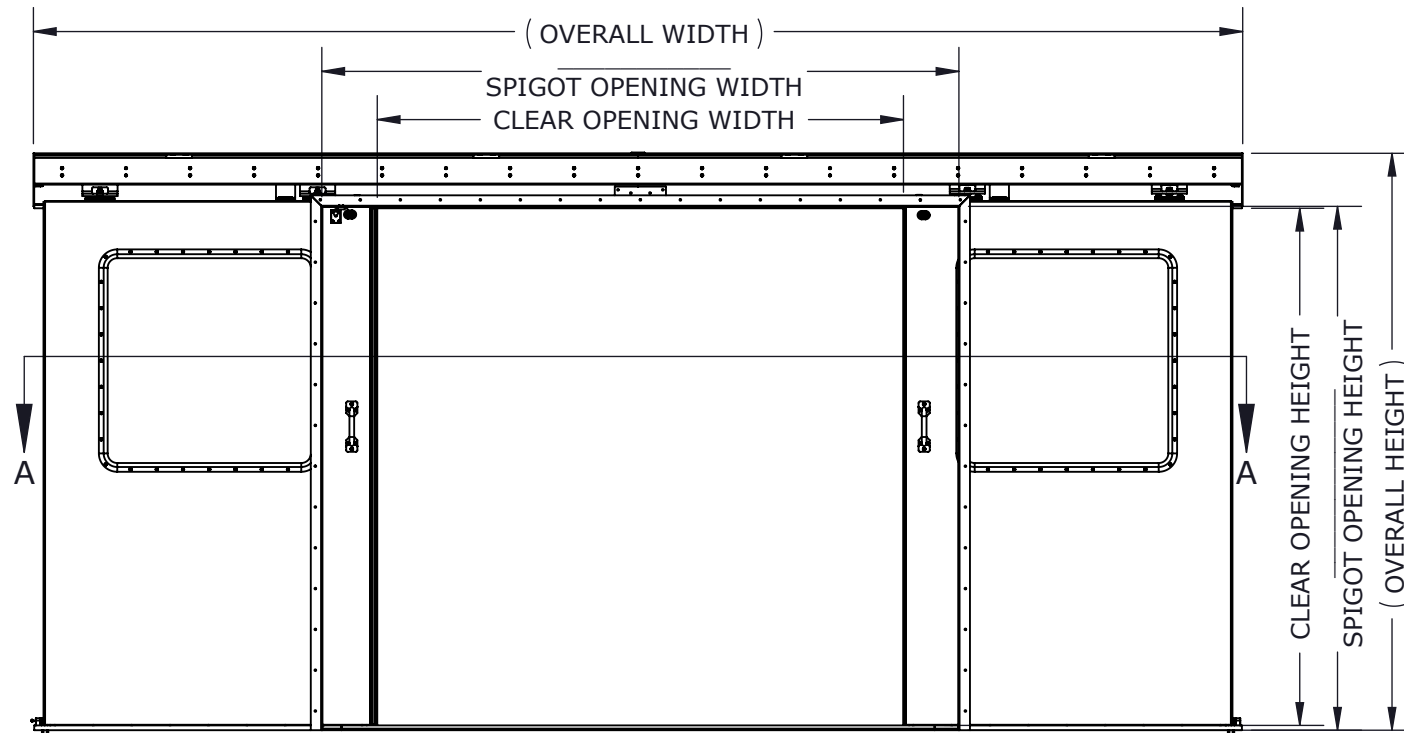 ( OVERALL WIDTH )
SPIGOT OPENING WIDTH
CLEAR OPENING WIDTH
CLEAR OPENING HEIGHT
SPIGOT OPENING HEIGHT
( OVERALL HEIGHT )
A
A